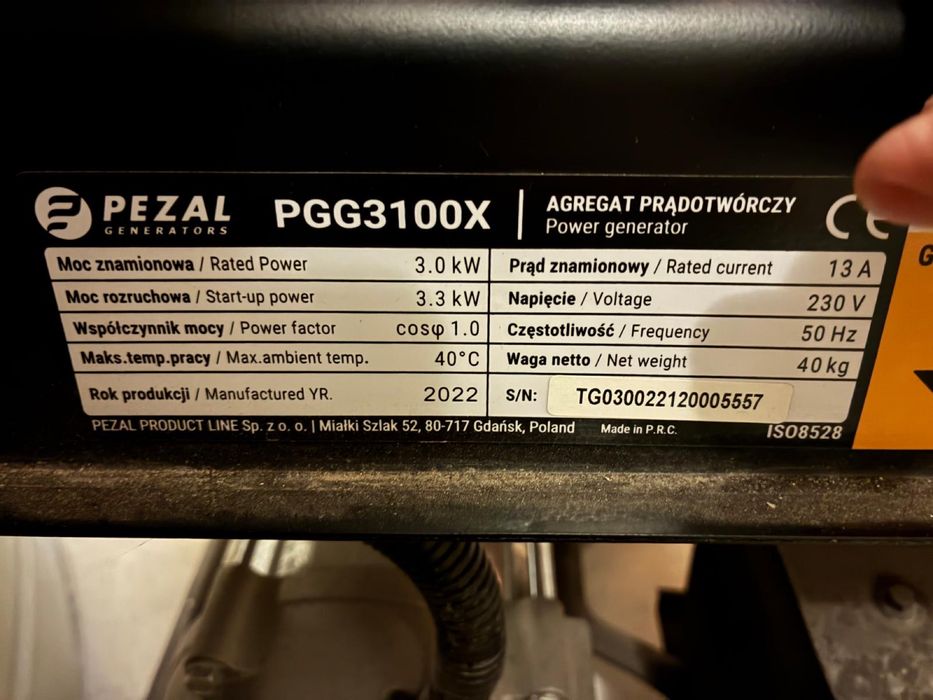 PEZAL
GENERATORS
PGG3100X
AGREGAT PRĄDOTWÓRCZY
Power generator
CE
Moc znamionowa / Rated Power 3.0 kW
Moc rozruchowa / Start-up power 3.3 kW
Współczynnik mocy / Power factor cosφ 1.0
Maks.temp.pracy / Max.ambient temp. 40°C
Rok produkcji / Manufactured YR. 2022
Prąd znamionowy / Rated current 13 A
Napięcie / Voltage 230 V
Częstotliwość / Frequency 50 Hz
Waga netto / Net weight 40 kg
S/N: TG030022120005557
PEZAL PRODUCT LINE Sp. z o. o. | Miałki Szlak 52, 80-717 Gdańsk, Poland Made in P.R.C. ISO8528